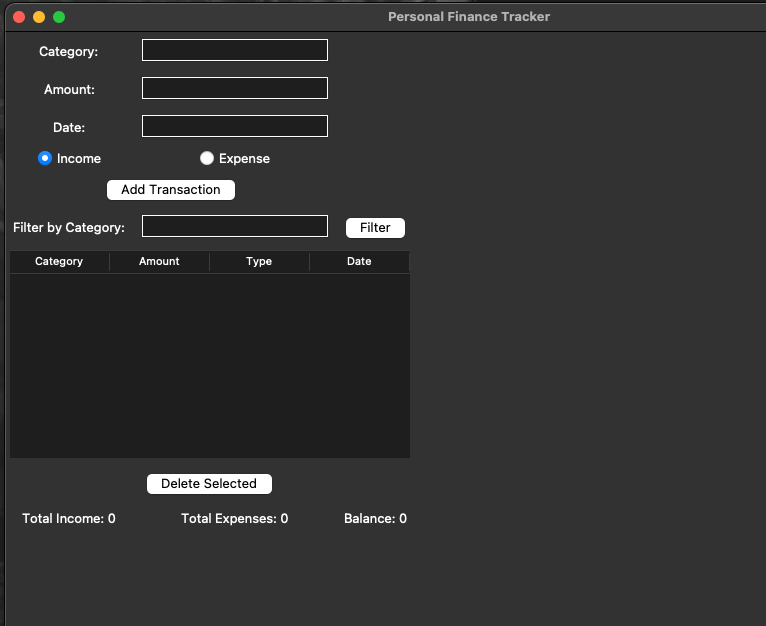 Personal Finance Tracker
Category:
Amount:
Date:
Income Expense
Add Transaction
Filter by Category: Filter
Category Amount Type Date
Delete Selected
Total Income: 0 Total Expenses: 0 Balance: 0